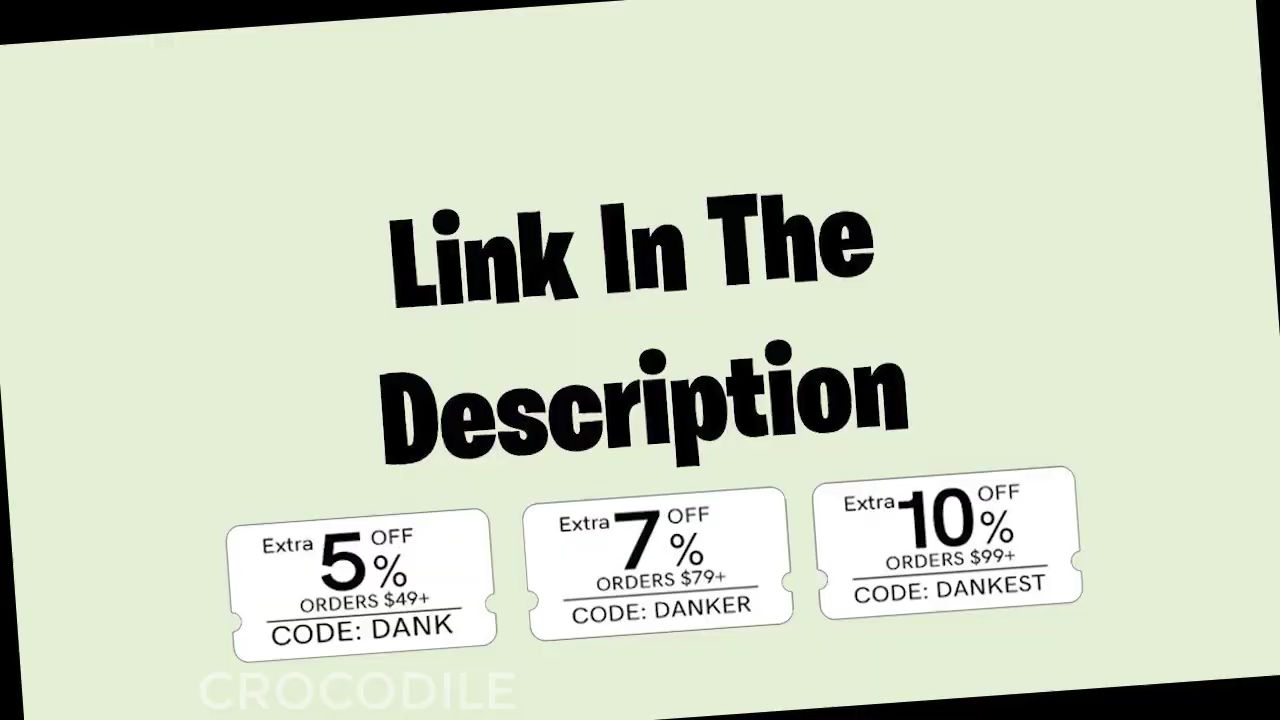 Link In The
Description
Extra 5% OFF
ORDERS $49+
CODE: DANK
Extra 7% OFF
ORDERS $79+
CODE: DANKER
Extra 10% OFF
ORDERS $99+
CODE: DANKEST
CROCODILE